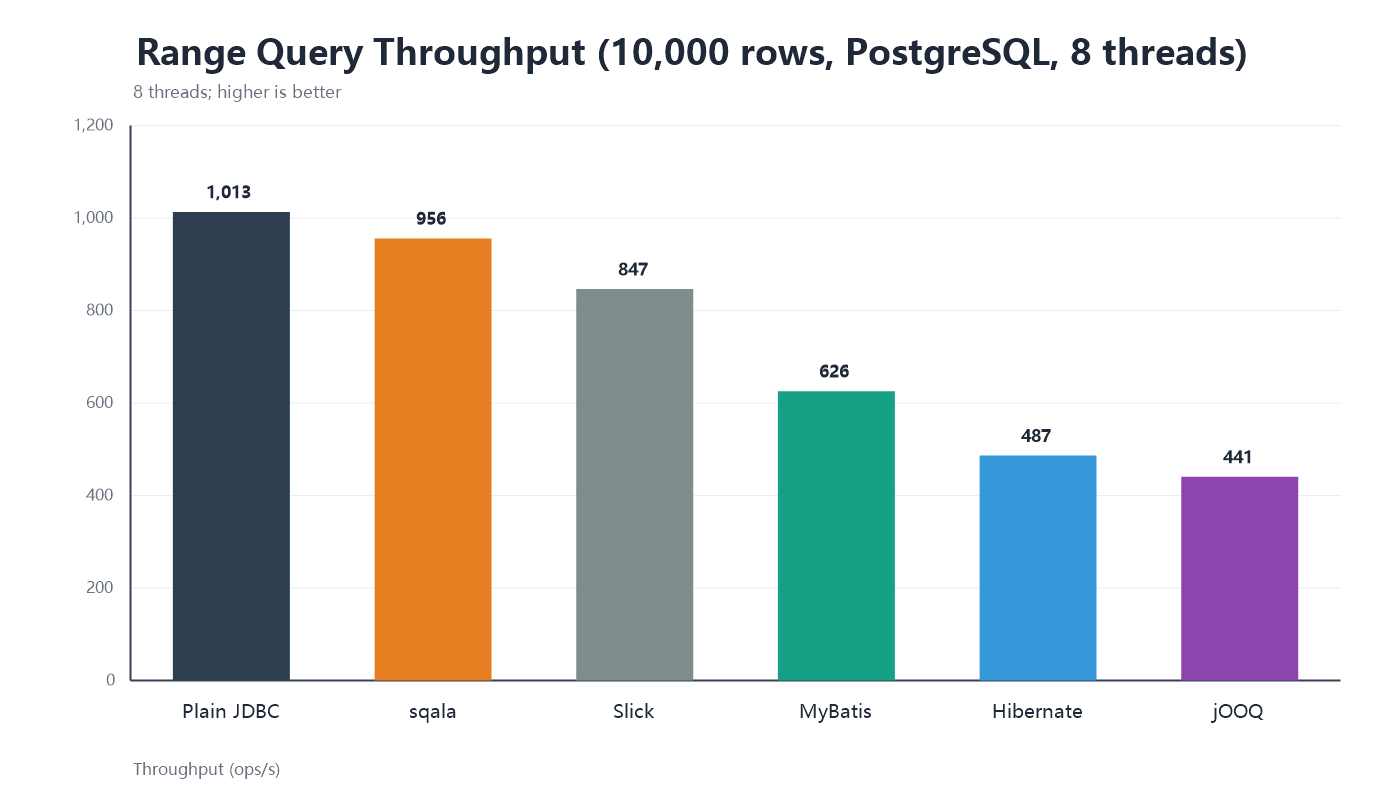 Range Query Throughput (10,000 rows, PostgreSQL, 8 threads)
8 threads; higher is better
1,200
1,000
800
600
400
200
0
1,013
956
847
626
487
441
Plain JDBC
sqala
Slick
MyBatis
Hibernate
jOOQ
Throughput (ops/s)